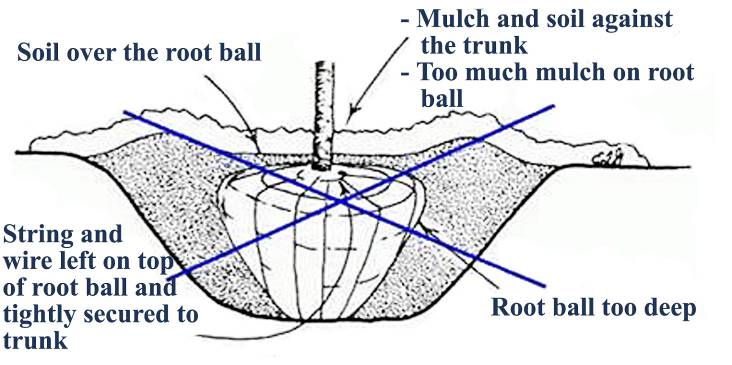 Soil over the root ball
- Mulch and soil against
the trunk
- Too much mulch on root
ball
String and
wire left on top
of root ball and
tightly secured to
trunk
Root ball too deep